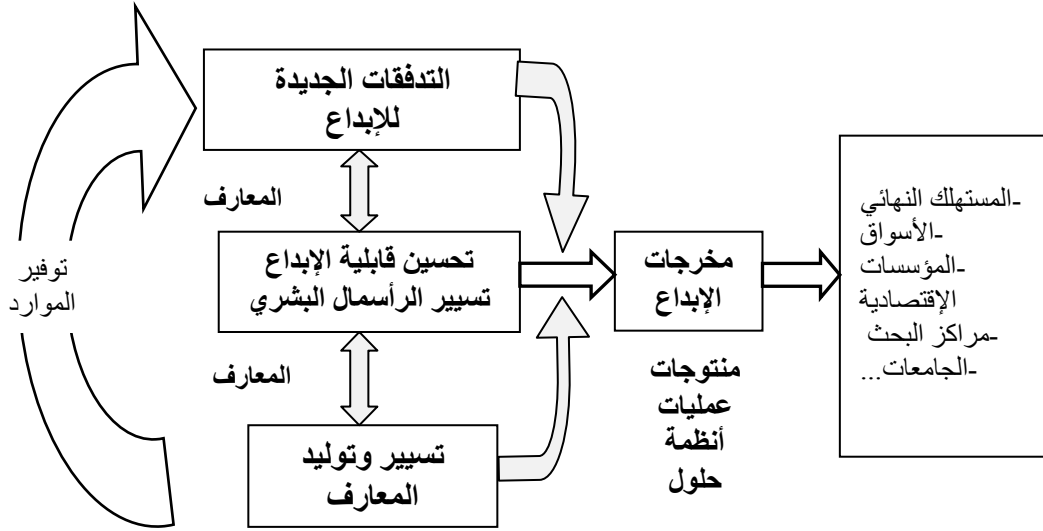 التدفقات الجديدة
للإبداع
المعارف
تحسين قابلية الإبداع
تسيير الرأسمال البشري
المعارف
تسيير وتوليد
المعارف
توفير
الموارد
مخرجات
الإبداع
منتوجات
عمليات
أنظمة
حلول
-المستهلك النهائي
-الأسواق
-المؤسسات
الإقتصادية
-مراكز البحث
-الجامعات...